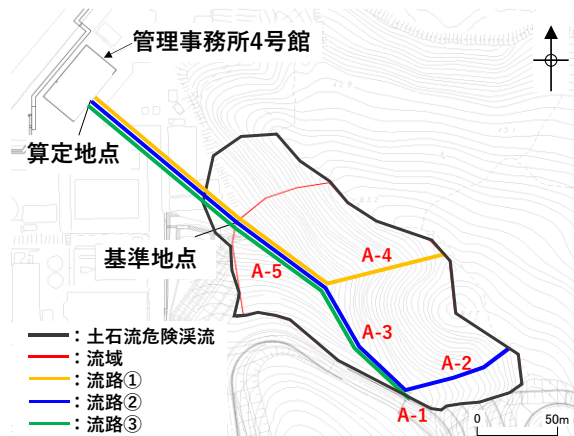 管理事務所4号館
算定地点
基準地点
A-4
A-5
A-3
A-2
A-1
：土石流危険渓流
：流域
：流路①
：流路②
：流路③
0 50m